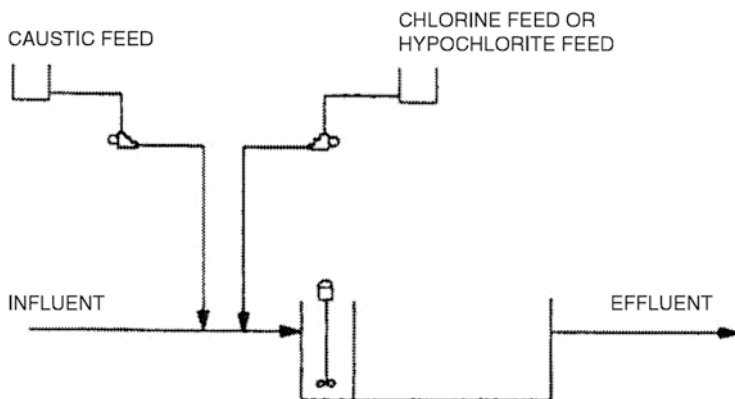 CAUSTIC FEED
CHLORINE FEED OR
HYPOCHLORITE FEED
INFLUENT
EFFLUENT